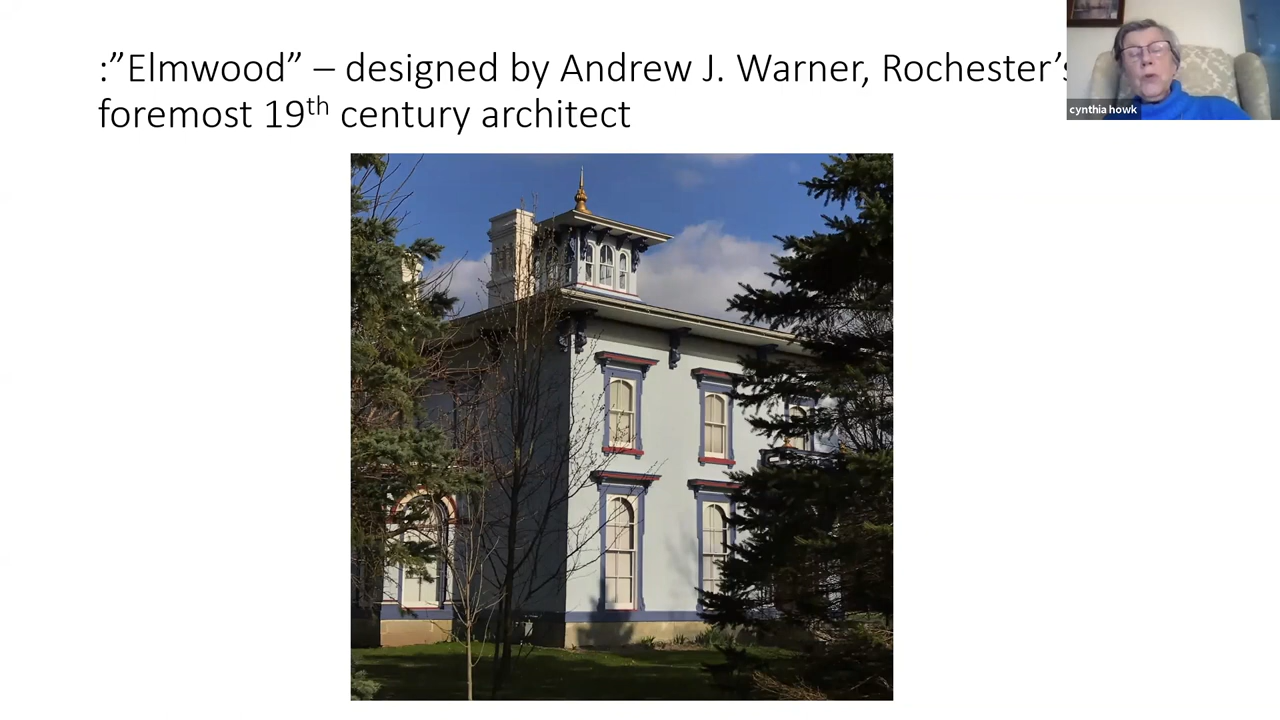 :”Elmwood” – designed by Andrew J. Warner, Rochester’s
foremost 19th century architect
cynthia howk